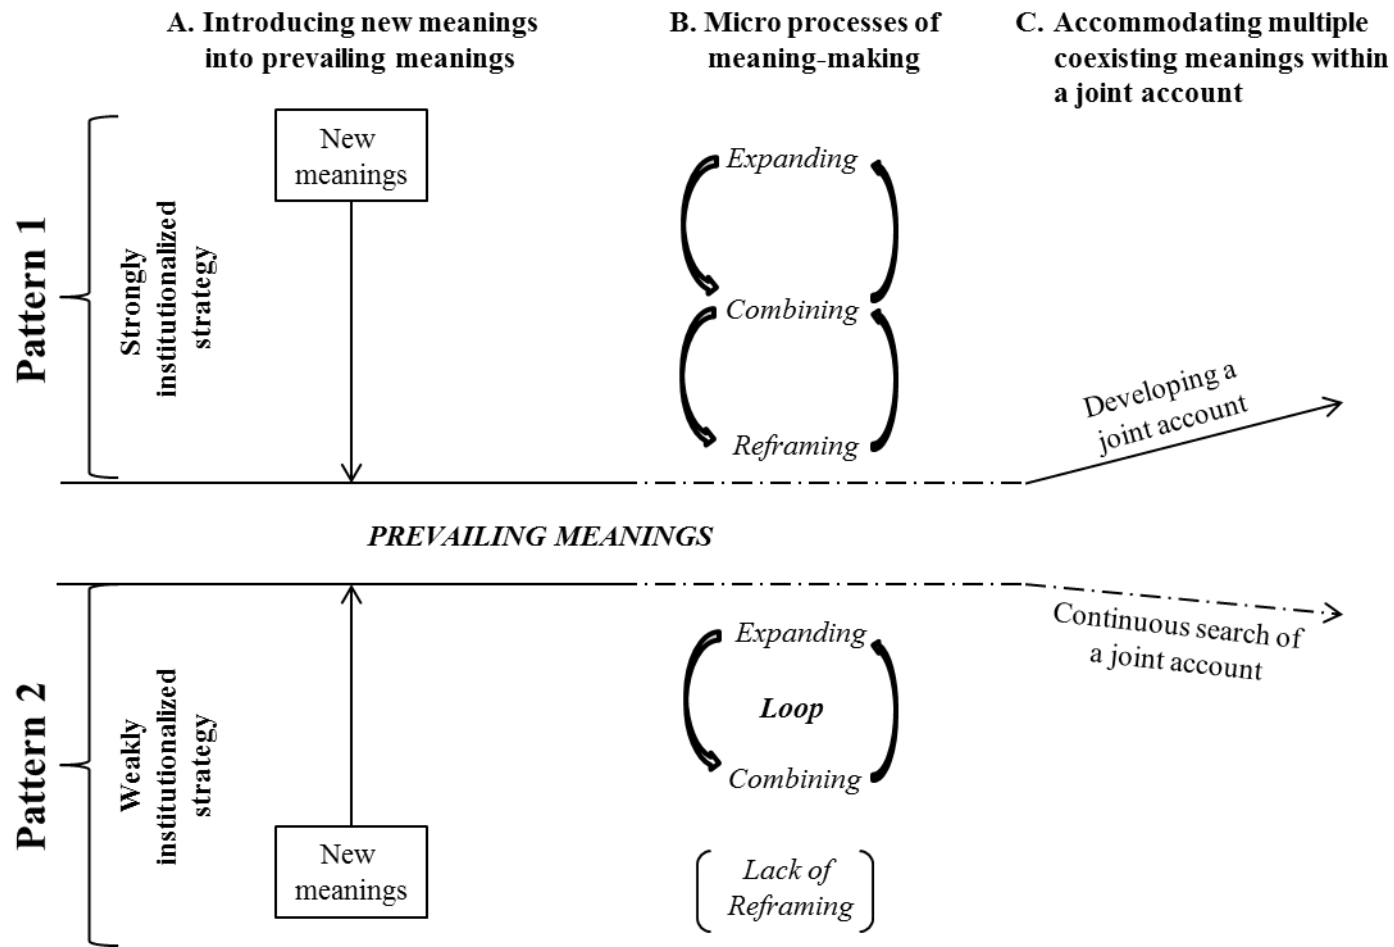 A. Introducing new meanings
into prevailing meanings
B. Micro processes of
meaning-making
C. Accommodating multiple
coexisting meanings within
a joint account
Pattern 1
Strongly
institutionalized
strategy
New
meanings
Expanding
Combining
Reframing
Developing a
joint account
PREVAILING MEANINGS
Pattern 2
Weakly
institutionalized
strategy
New
meanings
Expanding
Loop
Combining
Lack of
Reframing
Continuous search of
a joint account